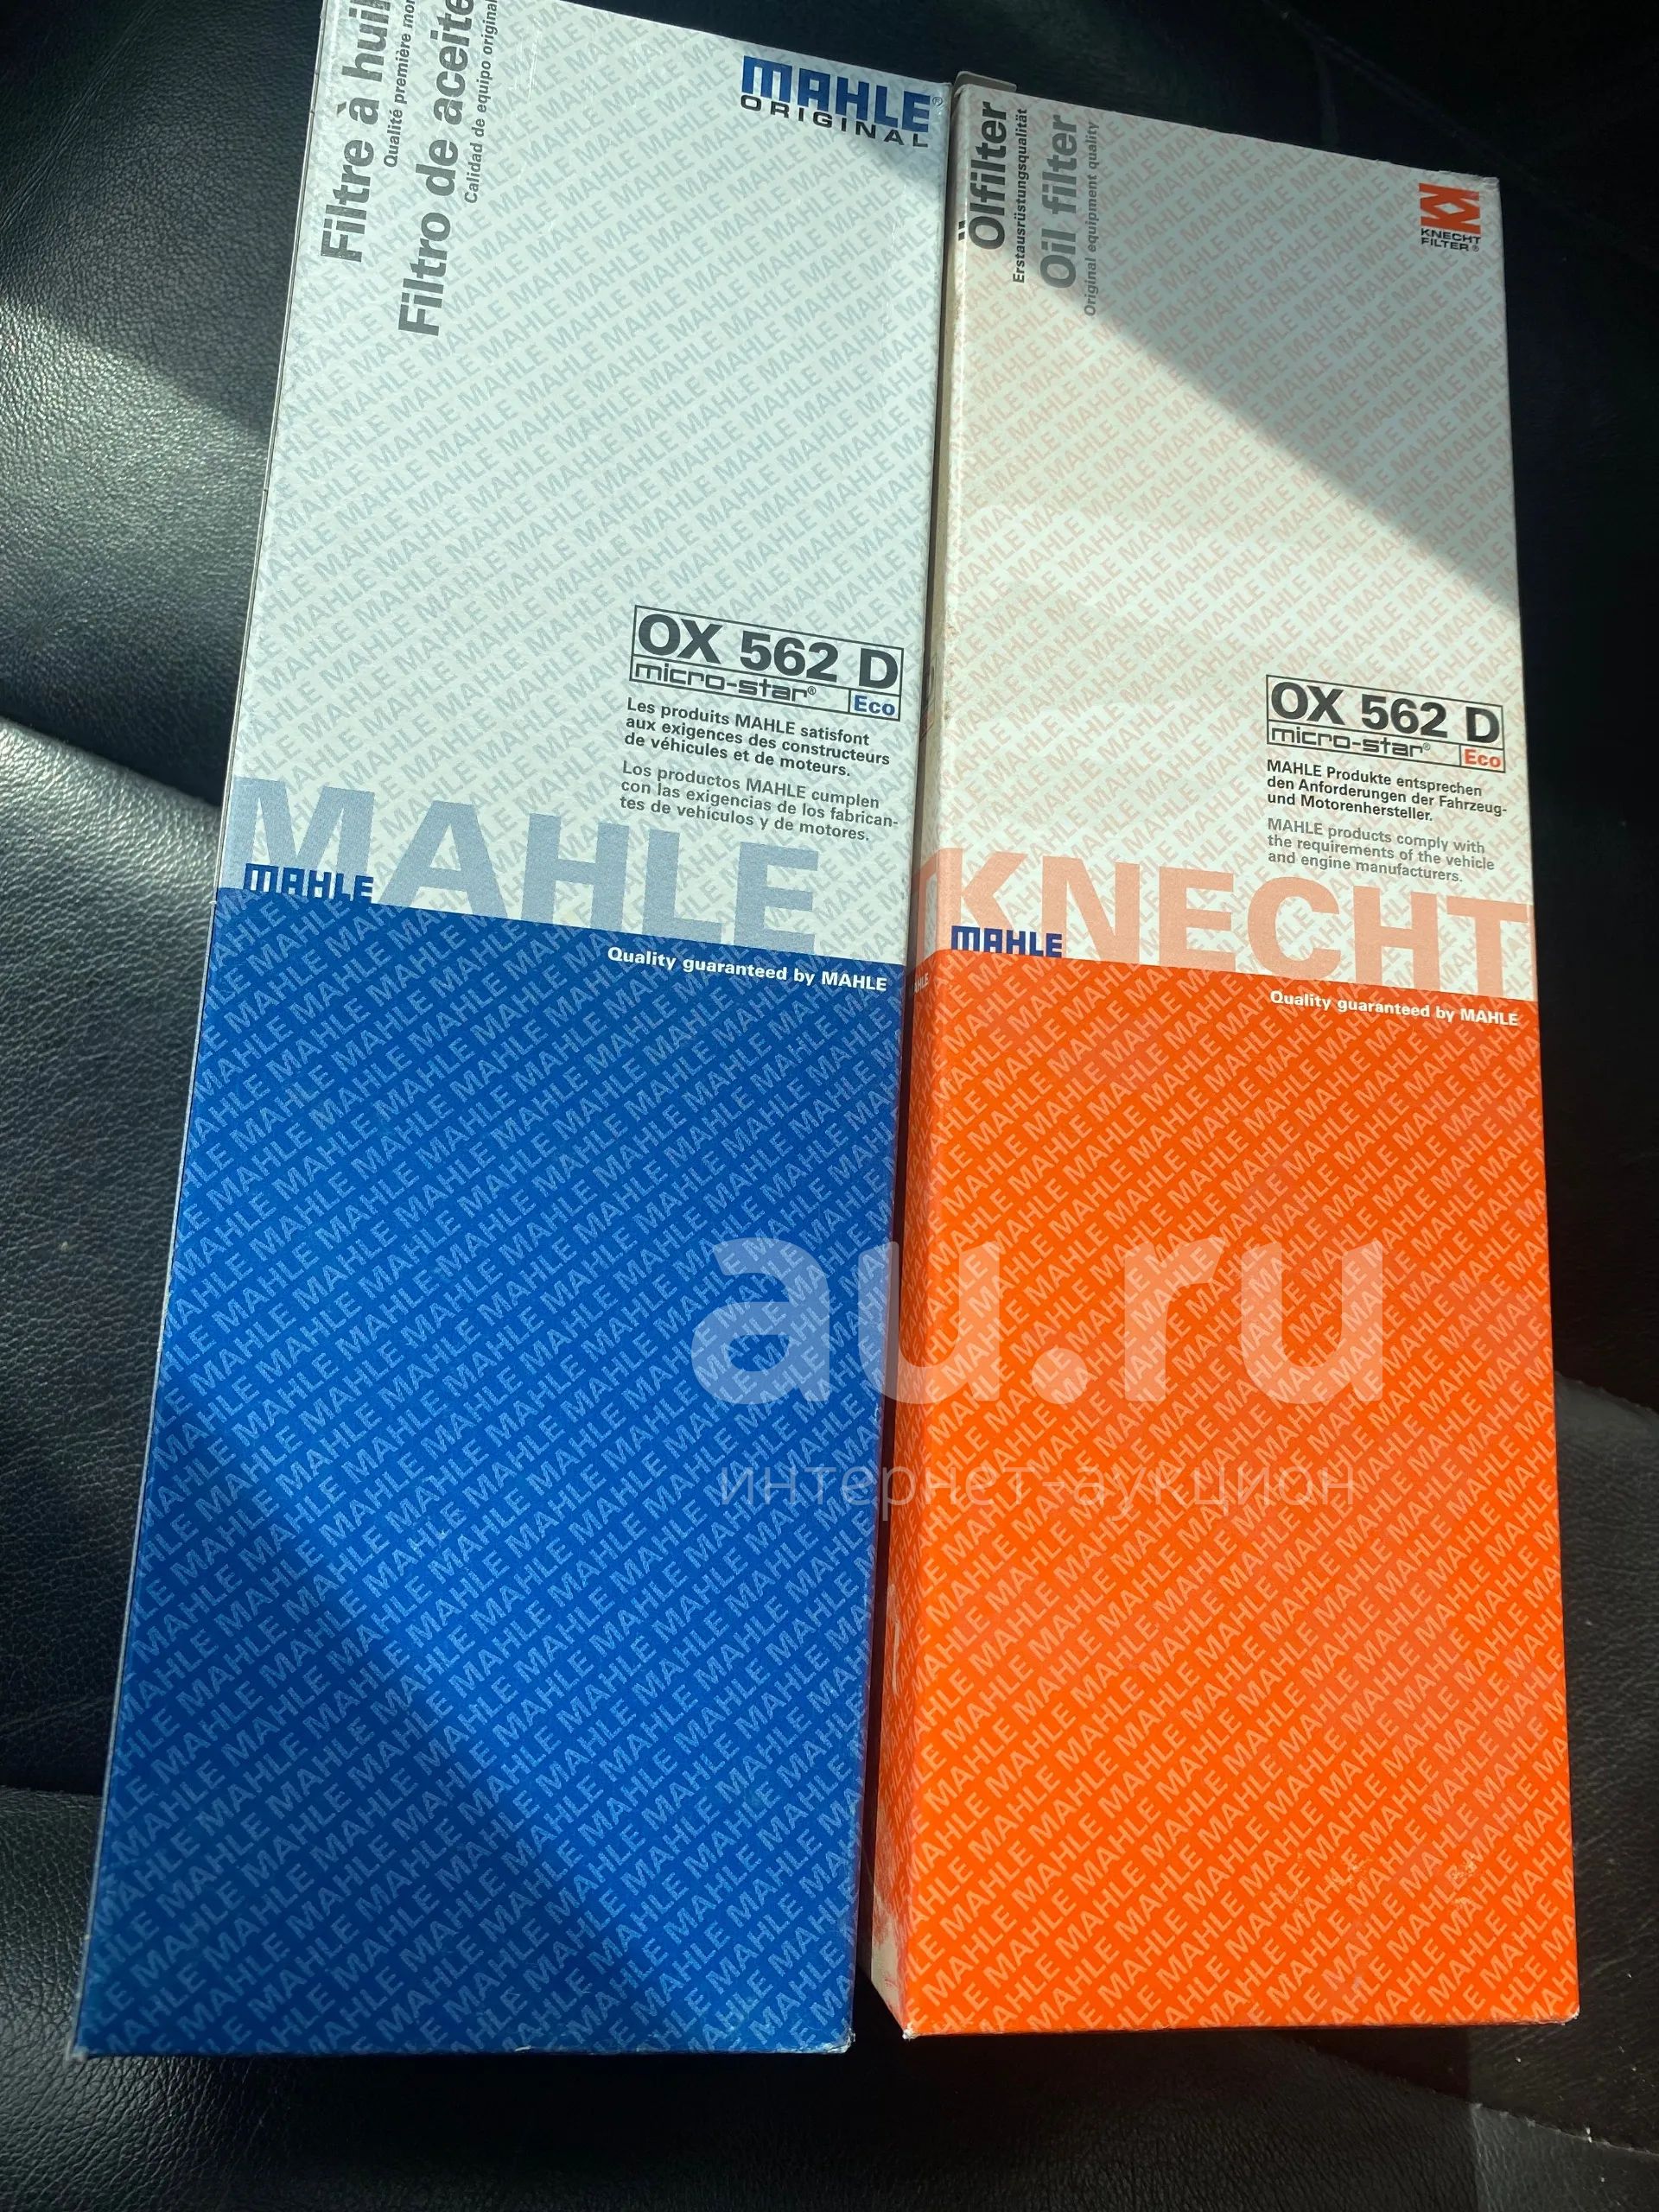 Filtre à huil
Qualité première mor
Filtro de aceite
Calidad de equipo original
MAHLE®
ORIGINAL
OX 562 D
micro-star®
Eco
Les produits MAHLE satisfont
aux exigences des constructeurs
de véhicules et de moteurs.
Los productos MAHLE cumplen
con las exigencias de los fabrican-
tes de vehículos y de motores.
MAHLE
MAHLE
Quality guaranteed by MAHLE
Ölfilter
Erstausrüstungsqualität
Oil filter
Original equipment quality
KNECHT
FILTER®
OX 562 D
micro-star®
Eco
MAHLE Produkte entsprechen
den Anforderungen der Fahrzeug-
und Motorenhersteller.
MAHLE products comply with
the requirements of the vehicle
and engine manufacturers.
KNECHT
MAHLE
Quality guaranteed by MAHLE
au.ru
интернет-аукцион